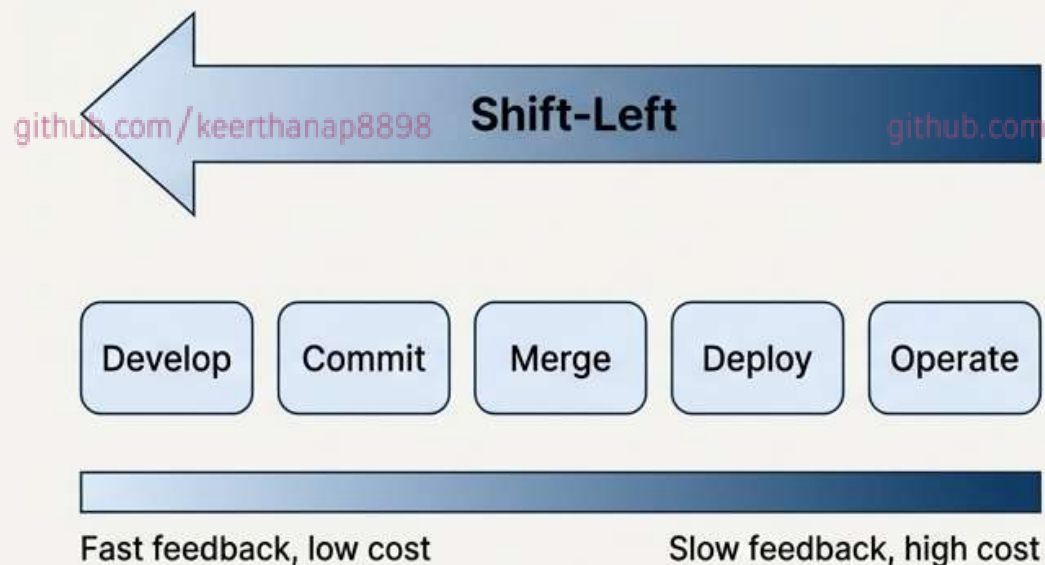 Shift-Left
github.com/keerthanap8898 github.com
Develop Commit Merge Deploy Operate
Fast feedback, low cost Slow feedback, high cost